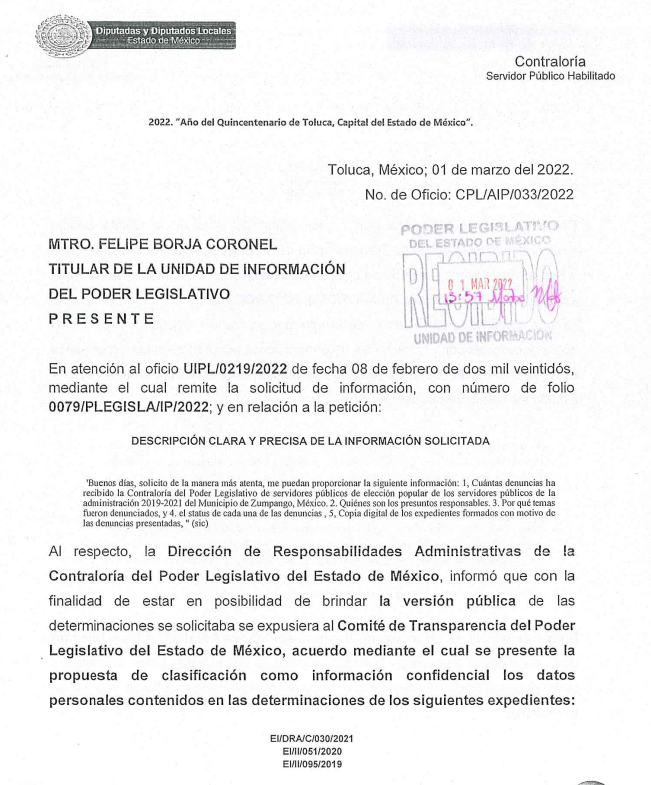 Diputadas y Diputados Locales
Estado de México
Contraloría
Servidor Público Habilitado
2022. "Año del Quincentenario de Toluca, Capital del Estado de México".
Toluca, México; 01 de marzo del 2022.
No. de Oficio: CPL/AIP/033/2022
PODER LEGISLATIVO
DEL ESTADO DE MÉXICO
RECIBIDO
0 1 MAR 2022
13:57
UNIDAD DE INFORMACIÓN
MTRO. FELIPE BORJA CORONEL
TITULAR DE LA UNIDAD DE INFORMACIÓN
DEL PODER LEGISLATIVO
P R E S E N T E
En atención al oficio UIPL/0219/2022 de fecha 08 de febrero de dos mil veintidós,
mediante el cual remite la solicitud de información, con número de folio
0079/PLEGISLA/IP/2022; y en relación a la petición:
DESCRIPCIÓN CLARA Y PRECISA DE LA INFORMACIÓN SOLICITADA
'Buenos días, solicito de la manera más atenta, me puedan proporcionar la siguiente información: 1, Cuántas denuncias ha
recibido la Contraloría del Poder Legislativo de servidores públicos de elección popular de los servidores públicos de la
administración 2019-2021 del Municipio de Zumpango, México. 2. Quiénes son los presuntos responsables. 3. Por qué temas
fueron denunciados, y 4. el status de cada una de las denuncias , 5, Copia digital de los expedientes formados con motivo de
las denuncias presentadas, " (sic)
Al respecto, la Dirección de Responsabilidades Administrativas de la
Contraloría del Poder Legislativo del Estado de México, informó que con la
finalidad de estar en posibilidad de brindar la versión pública de las
determinaciones se solicitaba se expusiera al Comité de Transparencia del Poder
Legislativo del Estado de México, acuerdo mediante el cual se presente la
propuesta de clasificación como información confidencial los datos
personales contenidos en las determinaciones de los siguientes expedientes:
EI/DRA/C/030/2021
EI/II/051/2020
EI/II/095/2019